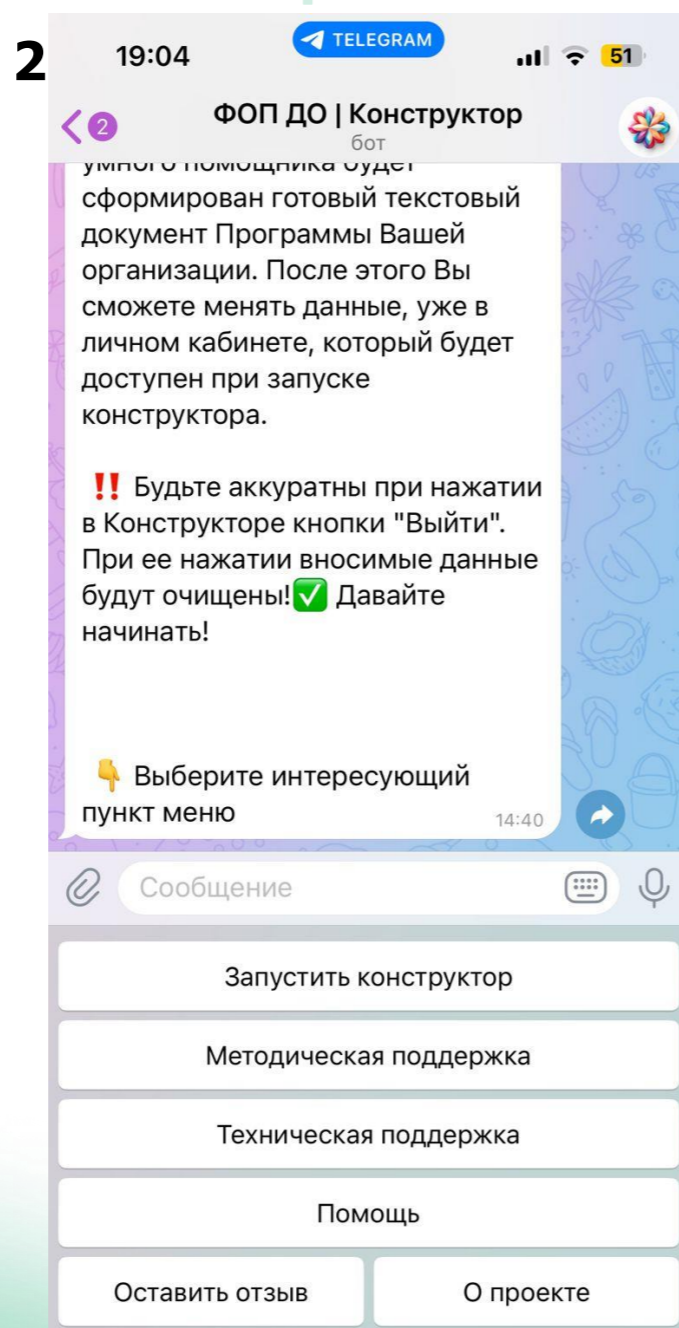 2
19:04
TELEGRAM
51
2
ФОП ДО | Конструктор
бот
умного помощника будет
сформирован готовый текстовый
документ Программы Вашей
организации. После этого Вы
сможете менять данные, уже в
личном кабинете, который будет
доступен при запуске
конструктора.
‼️ Будьте аккуратны при нажатии
в Конструкторе кнопки "Выйти".
При ее нажатии вносимые данные
будут очищены!✅ Давайте
начинать!
👇 Выберите интересующий
пункт меню
14:40
Сообщение
Запустить конструктор
Методическая поддержка
Техническая поддержка
Помощь
Оставить отзыв
О проекте